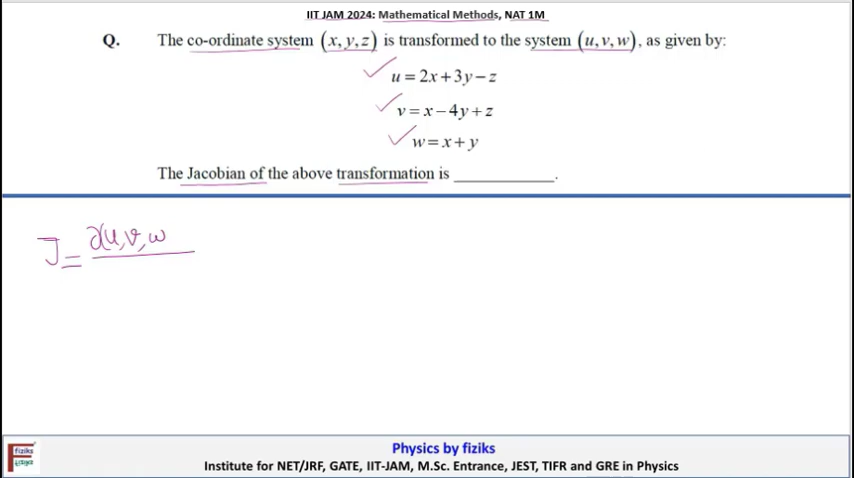 IIT JAM 2024: Mathematical Methods, NAT 1M
Q. The co-ordinate system (x, y, z) is transformed to the system (u, v, w), as given by:
u = 2x + 3y − z
v = x − 4y + z
w = x + y
The Jacobian of the above transformation is ____________.
J = ∂(u, v, w
fiziks
Physics by fiziks
Institute for NET/JRF, GATE, IIT-JAM, M.Sc. Entrance, JEST, TIFR and GRE in Physics